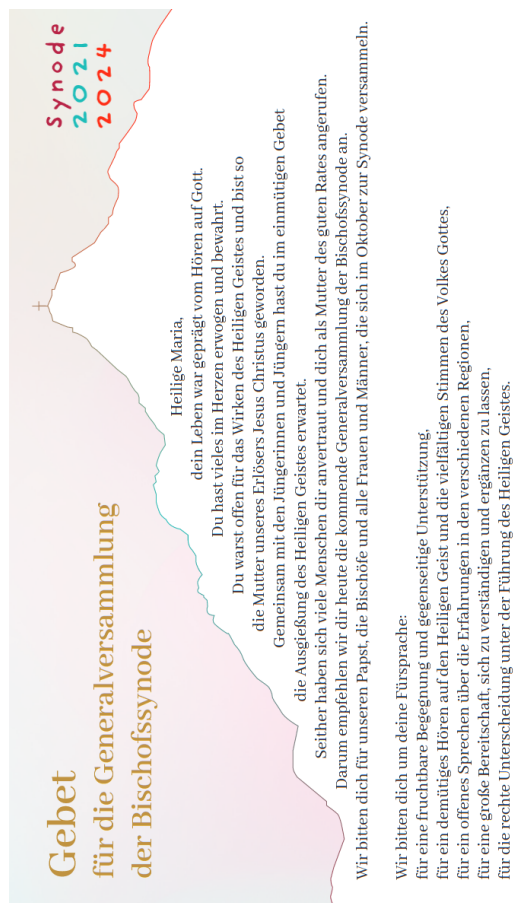 Gebet
für die Generalversammlung
der Bischofssynode
Synode
2021
2024
Heilige Maria,
dein Leben war geprägt vom Hören auf Gott.
Du hast vieles im Herzen erwogen und bewahrt.
Du warst offen für das Wirken des Heiligen Geistes und bist so
die Mutter unseres Erlösers Jesus Christus geworden.
Gemeinsam mit den Jüngerinnen und Jüngern hast du im einmütigen Gebet
die Ausgießung des Heiligen Geistes erwartet.
Seither haben sich viele Menschen dir anvertraut und dich als Mutter des guten Rates angerufen.
Darum empfehlen wir dir heute die kommende Generalversammlung der Bischofssynode an.
Wir bitten dich für unseren Papst, die Bischöfe und alle Frauen und Männer, die sich im Oktober zur Synode versammeln.
Wir bitten dich um deine Fürsprache:
für eine fruchtbare Begegnung und gegenseitige Unterstützung,
für ein demütiges Hören auf den Heiligen Geist und die vielfältigen Stimmen des Volkes Gottes,
für ein offenes Sprechen über die Erfahrungen in den verschiedenen Regionen,
für eine große Bereitschaft, sich zu verständigen und ergänzen zu lassen,
für die rechte Unterscheidung unter der Führung des Heiligen Geistes.